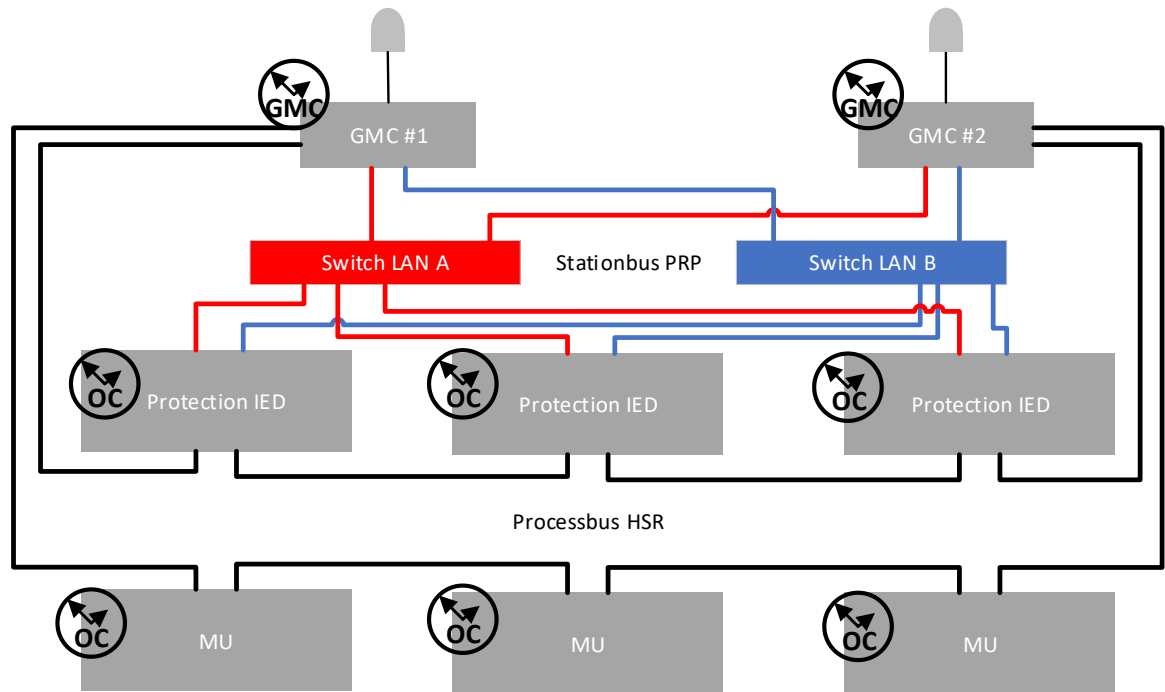 GMC
GMC
GMC #1
GMC #2
Switch LAN A
Stationbus PRP
Switch LAN B
OC
Protection IED
OC
Protection IED
OC
Protection IED
Processbus HSR
OC
MU
OC
MU
OC
MU